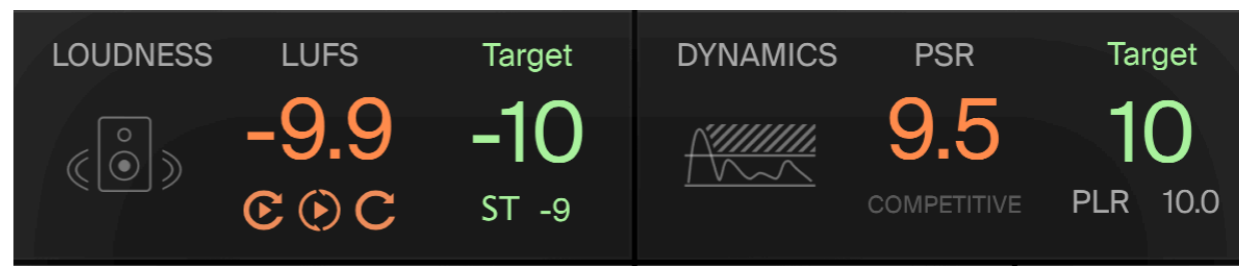 LOUDNESS LUFS Target
-9.9 -10
ST -9
DYNAMICS PSR Target
9.5 10
COMPETITIVE PLR 10.0